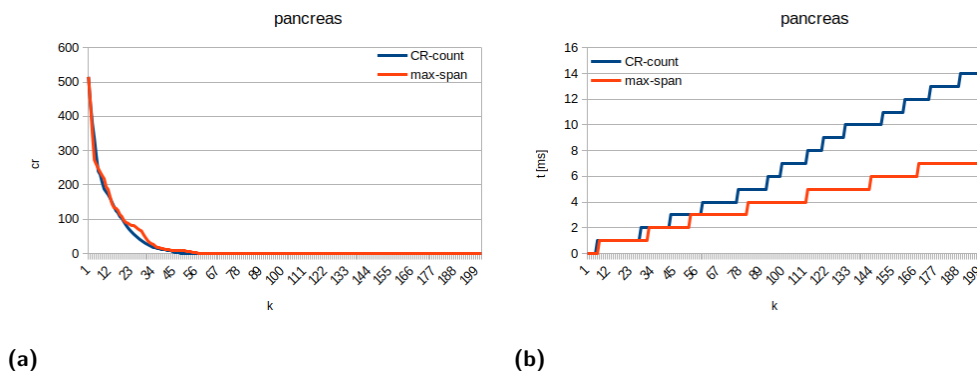 pancreas
600
500
400
300
200
100
0
cr
CR-count
max-span
1 12 23 34 45 56 67 78 89 100 111 122 133 144 155 166 177 188 199
k
(a)
pancreas
16
14
12
10
8
6
4
2
0
t [ms]
CR-count
max-span
1 12 23 34 45 56 67 78 89 100 111 122 133 144 155 166 177 188 199
k
(b)